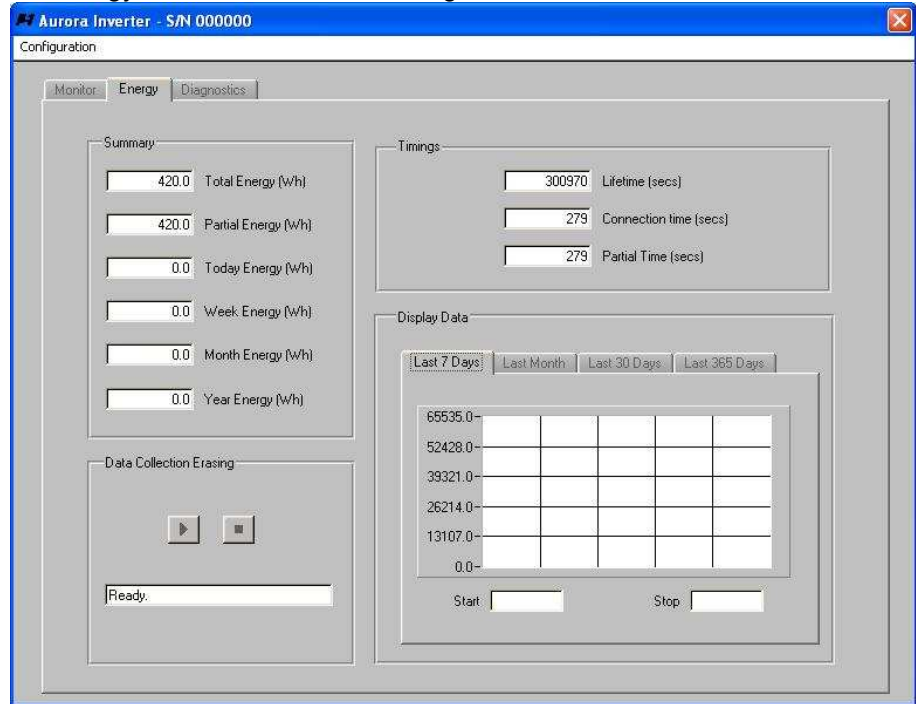 Aurora Inverter - S/N 000000
Configuration
Monitor Energy Diagnostics
Summary
420.0 Total Energy (Wh)
420.0 Partial Energy (Wh)
0.0 Today Energy (Wh)
0.0 Week Energy (Wh)
0.0 Month Energy (Wh)
0.0 Year Energy (Wh)
Data Collection Erasing
Ready.
Timings
300970 Lifetime (secs)
279 Connection time (secs)
279 Partial Time (secs)
Display Data
Last 7 Days Last Month Last 30 Days Last 365 Days
65535.0
52428.0
39321.0
26214.0
13107.0
0.0
Start Stop